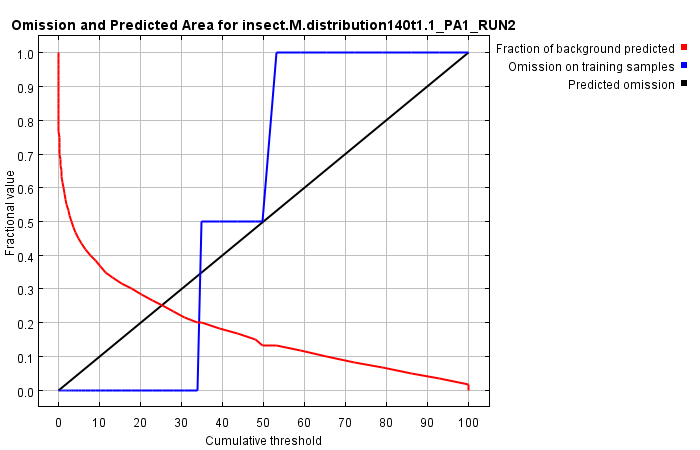 Omission and Predicted Area for insect.M.distribution140t1.1_PA1_RUN2
Fraction of background predicted
Omission on training samples
Predicted omission
Fractional value
1.0
0.9
0.8
0.7
0.6
0.5
0.4
0.3
0.2
0.1
0.0
0 10 20 30 40 50 60 70 80 90 100
Cumulative threshold